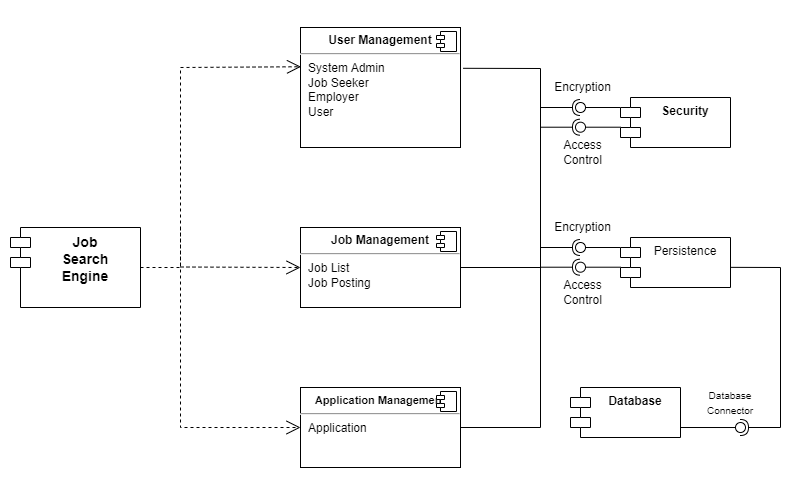 User Management
System Admin
Job Seeker
Employer
User
Encryption
Security
Access
Control
Job
Search
Engine
Job Management
Job List
Job Posting
Encryption
Persistence
Access
Control
Application Manageme
Application
Database
Database
Connector